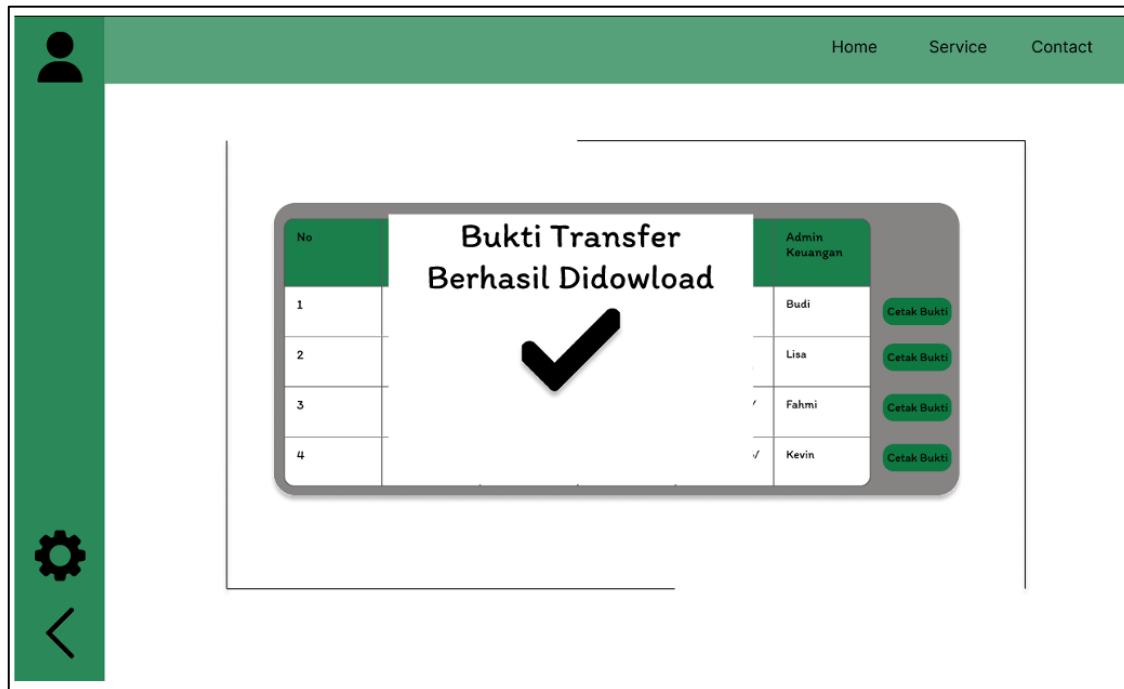 Home Service Contact
Bukti Transfer
Berhasil Didowload
No
Admin
Keuangan
1 Budi Cetak Bukti
2 Lisa Cetak Bukti
3 Fahmi Cetak Bukti
4 Kevin Cetak Bukti